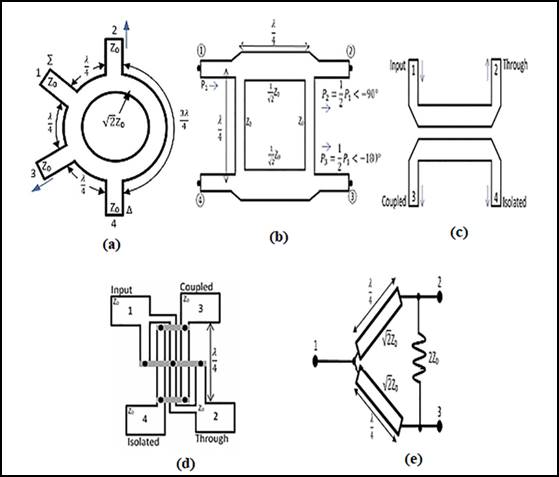 2
Z₀
Σ
1
Z₀
λ/4
λ/4
3λ/4
√2Z₀
3
Z₀
λ/4
Z₀
4
Δ
(a)
λ/4
①
②
P₁
λ/4
1/√2 Z₀
Z₀
Z₀
P₂ = 1/2 P₁ < −90°
1/√2 Z₀
P₃ = 1/2 P₁ < −180°
④
③
(b)
Input
Through
1
2
3
4
Coupled
Isolated
(c)
Input
Coupled
Z₀
1
Z₀
3
λ/4
Z₀
4
Z₀
2
Isolated
Through
(d)
λ/4
2
√2Z₀
1
2Z₀
√2Z₀
λ/4
3
(e)